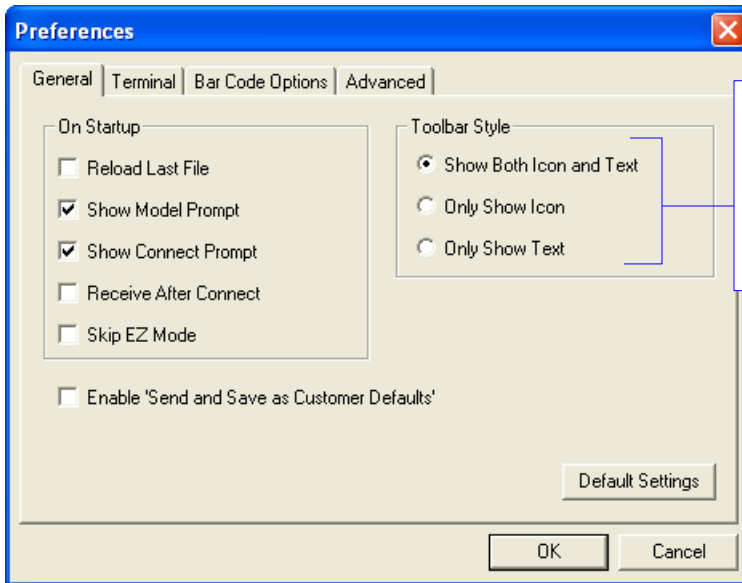 Preferences
General Terminal Bar Code Options Advanced
On Startup
Reload Last File
Show Model Prompt
Show Connect Prompt
Receive After Connect
Skip EZ Mode
Toolbar Style
Show Both Icon and Text
Only Show Icon
Only Show Text
Enable 'Send and Save as Customer Defaults'
Default Settings
OK Cancel